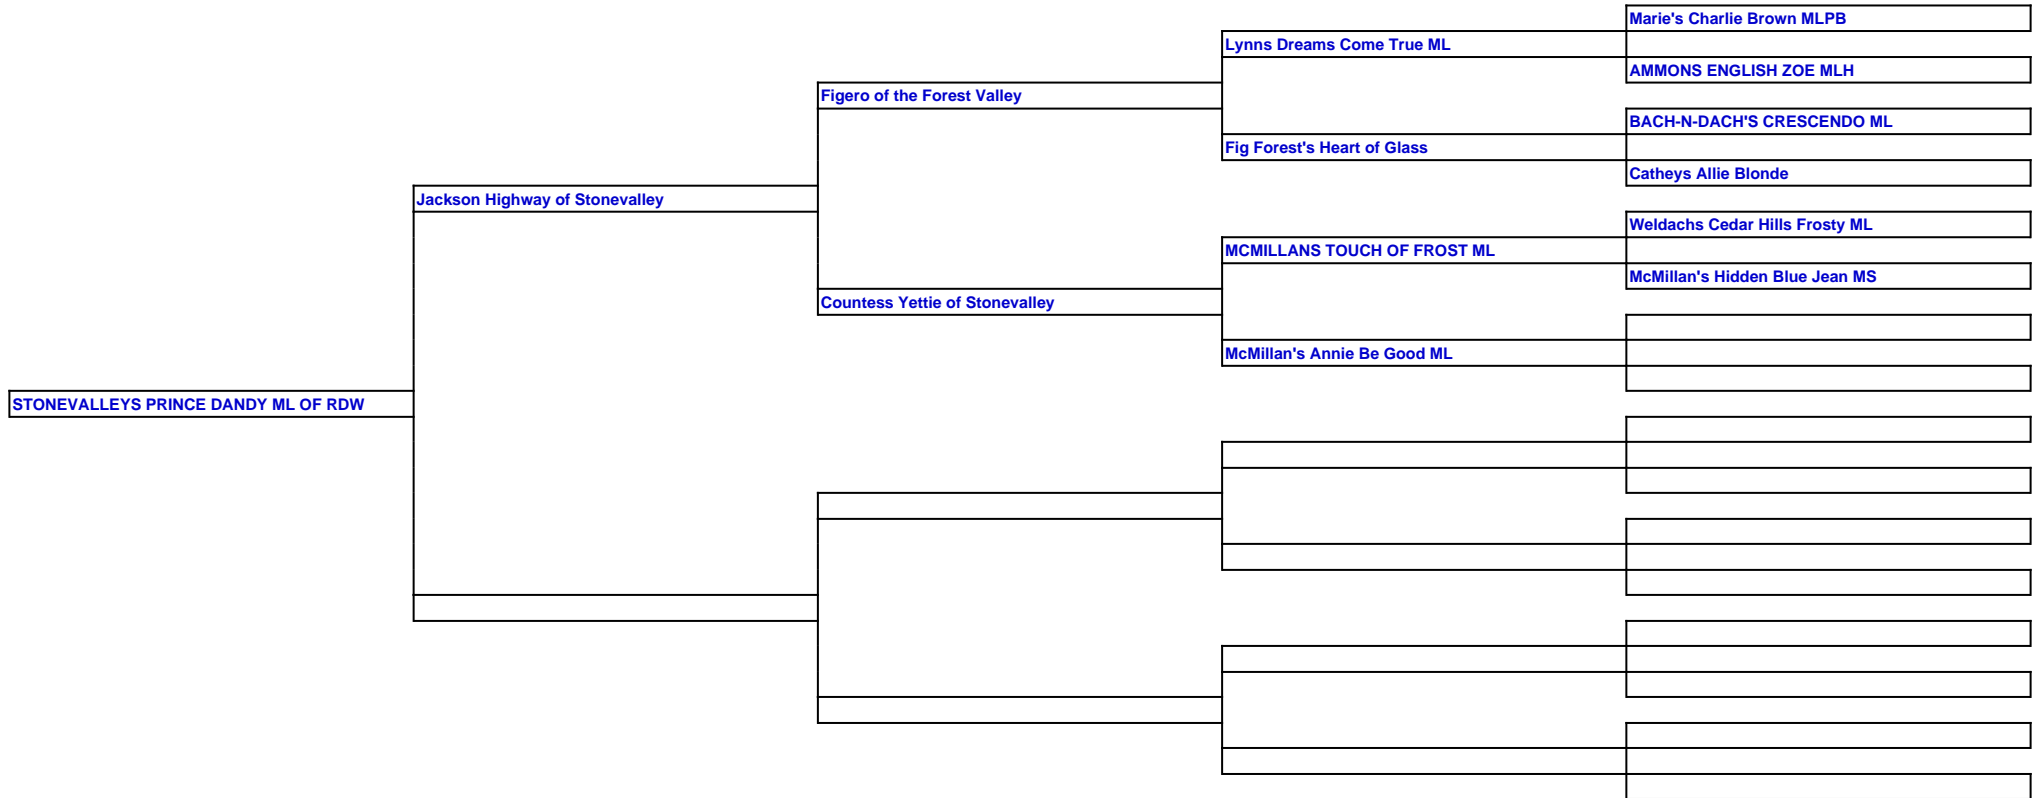 Marie's Charlie Brown MLPB
Lynns Dreams Come True ML
AMMONS ENGLISH ZOE MLH
Figero of the Forest Valley
BACH-N-DACH'S CRESCENDO ML
Fig Forest's Heart of Glass
Catheys Allie Blonde
Jackson Highway of Stonevalley
Weldachs Cedar Hills Frosty ML
MCMILLANS TOUCH OF FROST ML
McMillan's Hidden Blue Jean MS
Countess Yettie of Stonevalley
McMillan's Annie Be Good ML
STONEVALLEYS PRINCE DANDY ML OF RDW